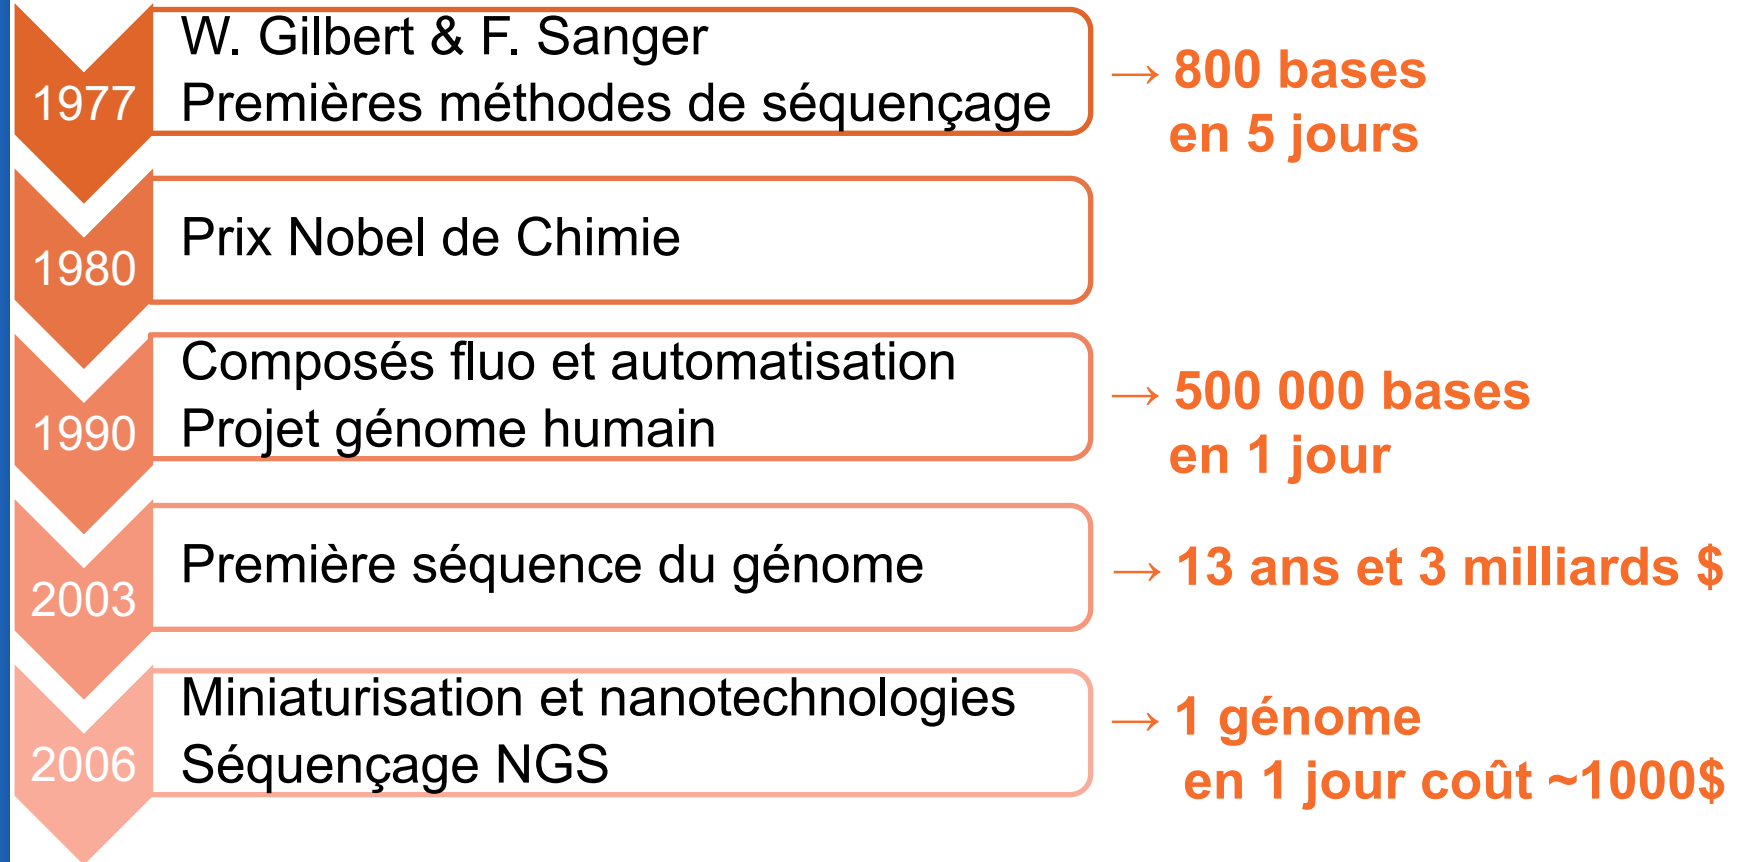 1977
W. Gilbert & F. Sanger
Premières méthodes de séquençage
→ 800 bases
en 5 jours
1980
Prix Nobel de Chimie
1990
Composés fluo et automatisation
Projet génome humain
→ 500 000 bases
en 1 jour
2003
Première séquence du génome
→ 13 ans et 3 milliards $
2006
Miniaturisation et nanotechnologies
Séquençage NGS
→ 1 génome
en 1 jour coût ~1000$